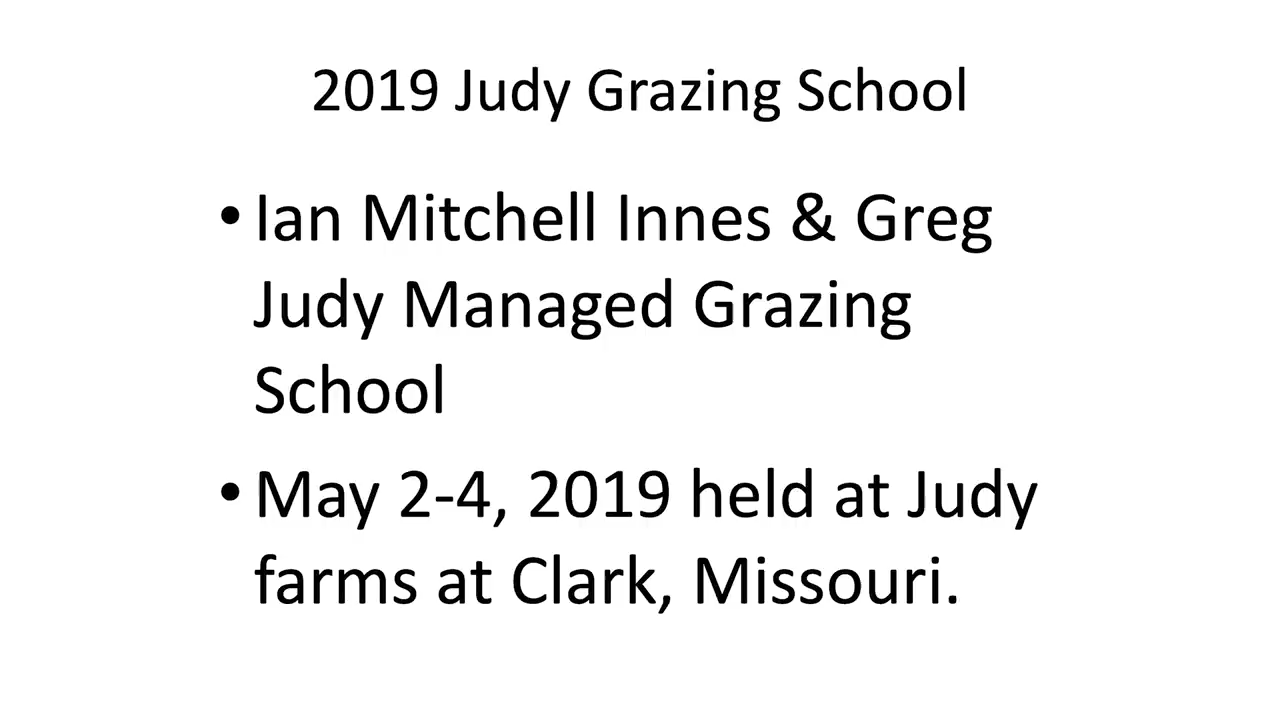 2019 Judy Grazing School
• Ian Mitchell Innes & Greg
Judy Managed Grazing
School
• May 2-4, 2019 held at Judy
farms at Clark, Missouri.